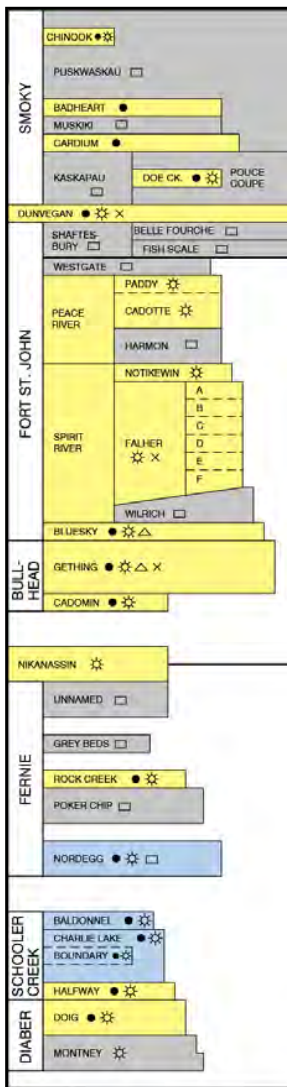 SMOKY
CHINOOK
PUSKWASKAU
BADHEART
MUSKIKI
CARDIUM
KASKAPAU
DOE CK.
POUCE
COUPE
DUNVEGAN
FORT ST. JOHN
SHAFTES-
BURY
BELLE FOURCHE
FISH SCALE
WESTGATE
PEACE
RIVER
PADDY
CADOTTE
HARMON
SPIRIT
RIVER
NOTIKEWIN
FALHER
A
B
C
D
E
F
WILRICH
BLUESKY
BULL-
HEAD
GETHING
CADOMIN
NIKANASSIN
FERNIE
UNNAMED
GREY BEDS
ROCK CREEK
POKER CHIP
NORDEGG
SCHOOLER
CREEK
BALDONNEL
CHARLIE LAKE
BOUNDARY
HALFWAY
DIABER
DOIG
MONTNEY